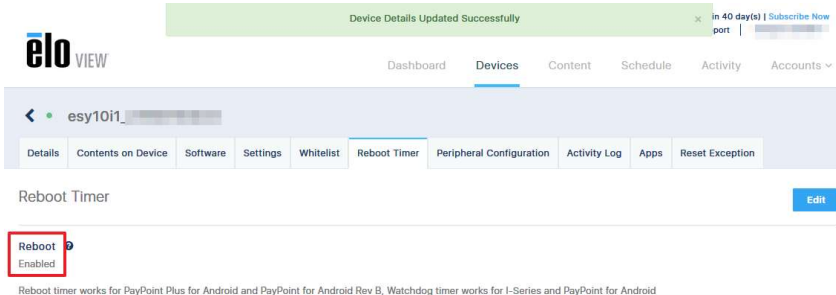 Device Details Updated Successfully
×
in 40 day(s) | Subscribe Now
port |
ēlo VIEW
Dashboard Devices Content Schedule Activity Accounts
esy10i1_
Details Contents on Device Software Settings Whitelist Reboot Timer Peripheral Configuration Activity Log Apps Reset Exception
Reboot Timer
Edit
Reboot ?
Enabled
Reboot timer works for PayPoint Plus for Android and PayPoint for Android Rev B, Watchdog timer works for I-Series and PayPoint for Android